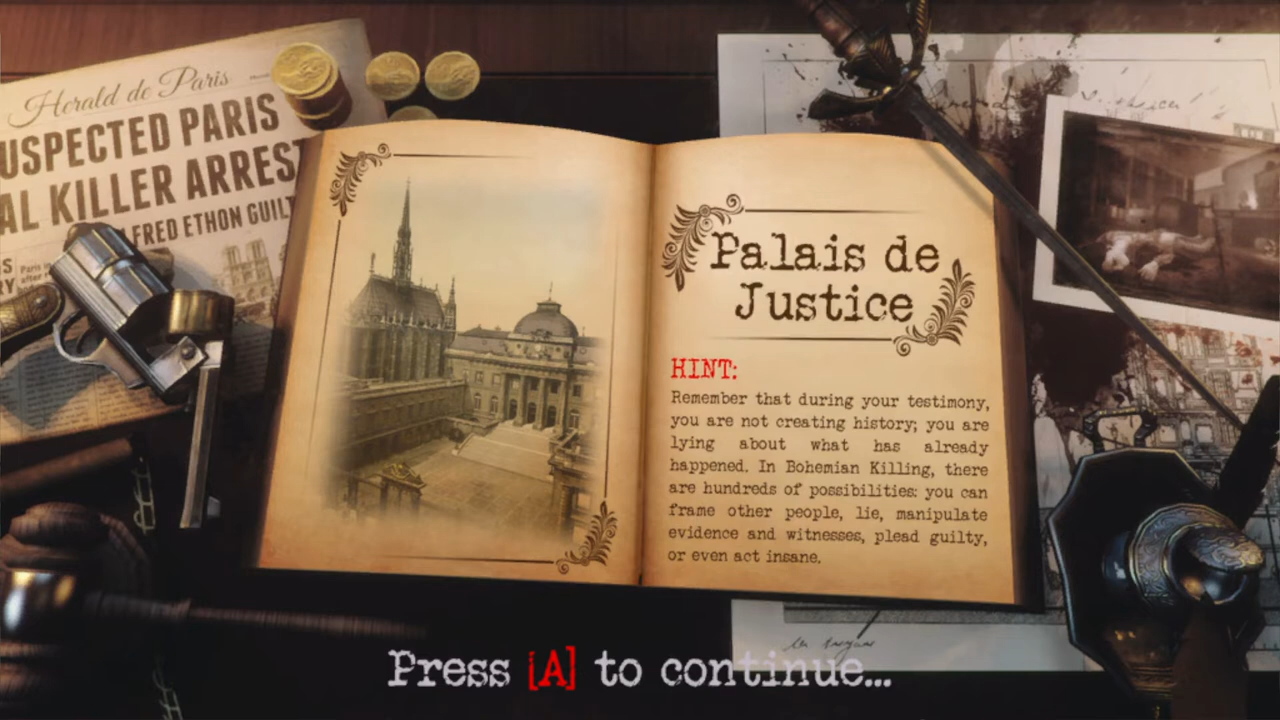 Herald de Paris
USPECTED PARIS
AL KILLER ARREST
LFRED ETHON GUILT
Palais de
Justice
HINT:
Remember that during your testimony,
you are not creating history; you are
lying about what has already
happened. In Bohemian Killing, there
are hundreds of possibilities: you can
frame other people, lie, manipulate
evidence and witnesses, plead guilty,
or even act insane.
Press [A] to continue...